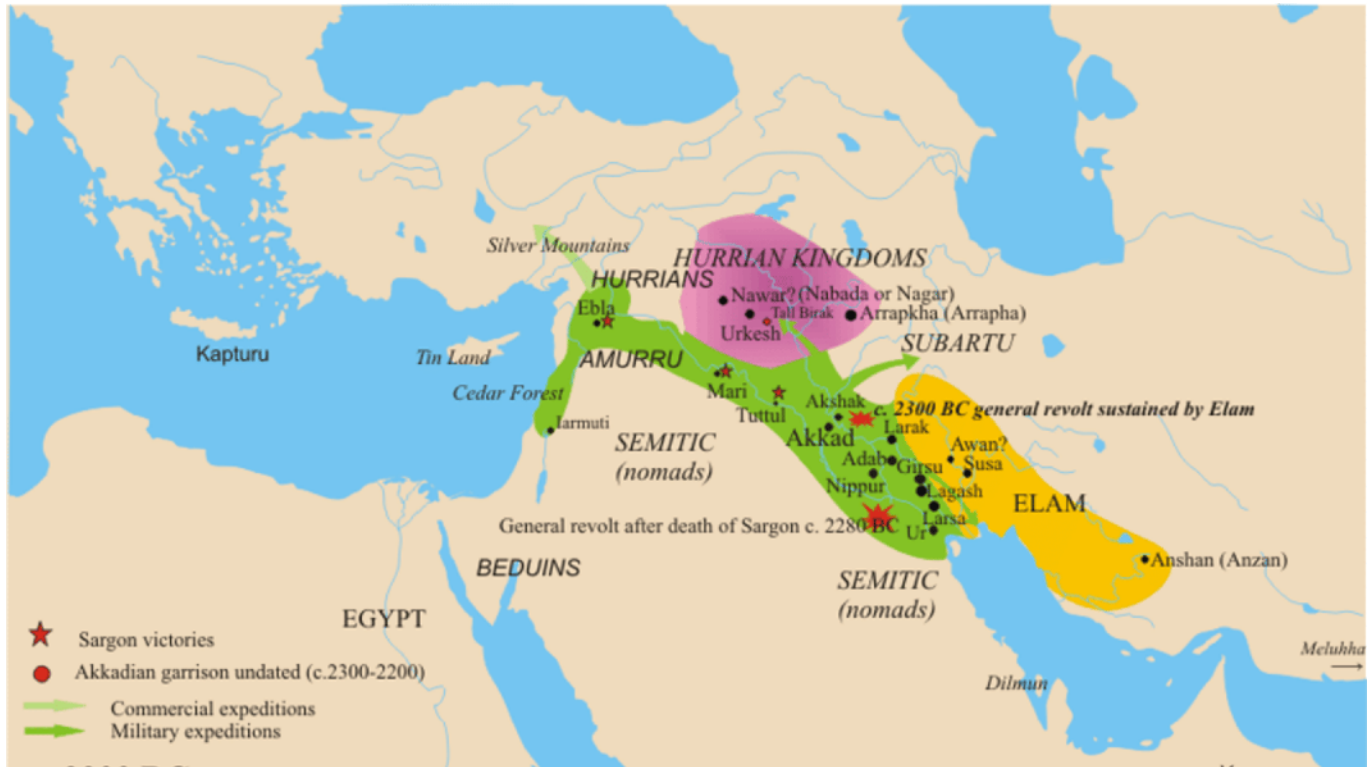 Silver Mountains
HURRIAN KINGDOMS
HURRIANS
Nawar? (Nabada or Nagar)
Ebla
Tall Birak
Arrapkha (Arrapha)
Urkesh
SUBARTU
Kapturu
Tin Land
AMURRU
Cedar Forest
Mari
Tuttul
Akshak
c. 2300 BC general revolt sustained by Elam
Iarmuti
Akkad
Larak
SEMITIC
(nomads)
Awan?
Adab
Girsu
Susa
Nippur
Lagash
ELAM
General revolt after death of Sargon c. 2280 BC
Larsa
Ur
Anshan (Anzan)
BEDUINS
SEMITIC
(nomads)
EGYPT
Sargon victories
Meluhha
Akkadian garrison undated (c.2300-2200)
Dilmun
Commercial expeditions
Military expeditions